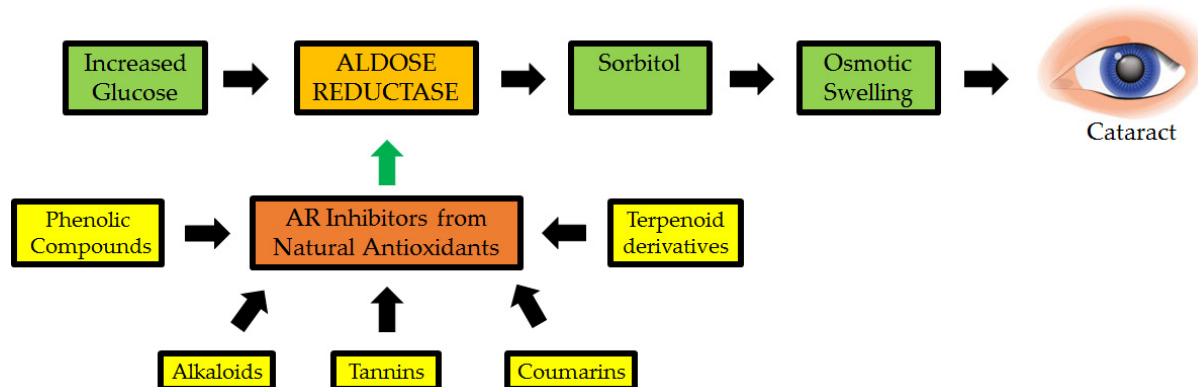 Increased
Glucose
ALDOSE
REDUCTASE
Sorbitol
Osmotic
Swelling
Cataract
Phenolic
Compounds
AR Inhibitors from
Natural Antioxidants
Terpenoid
derivatives
Alkaloids
Tannins
Coumarins